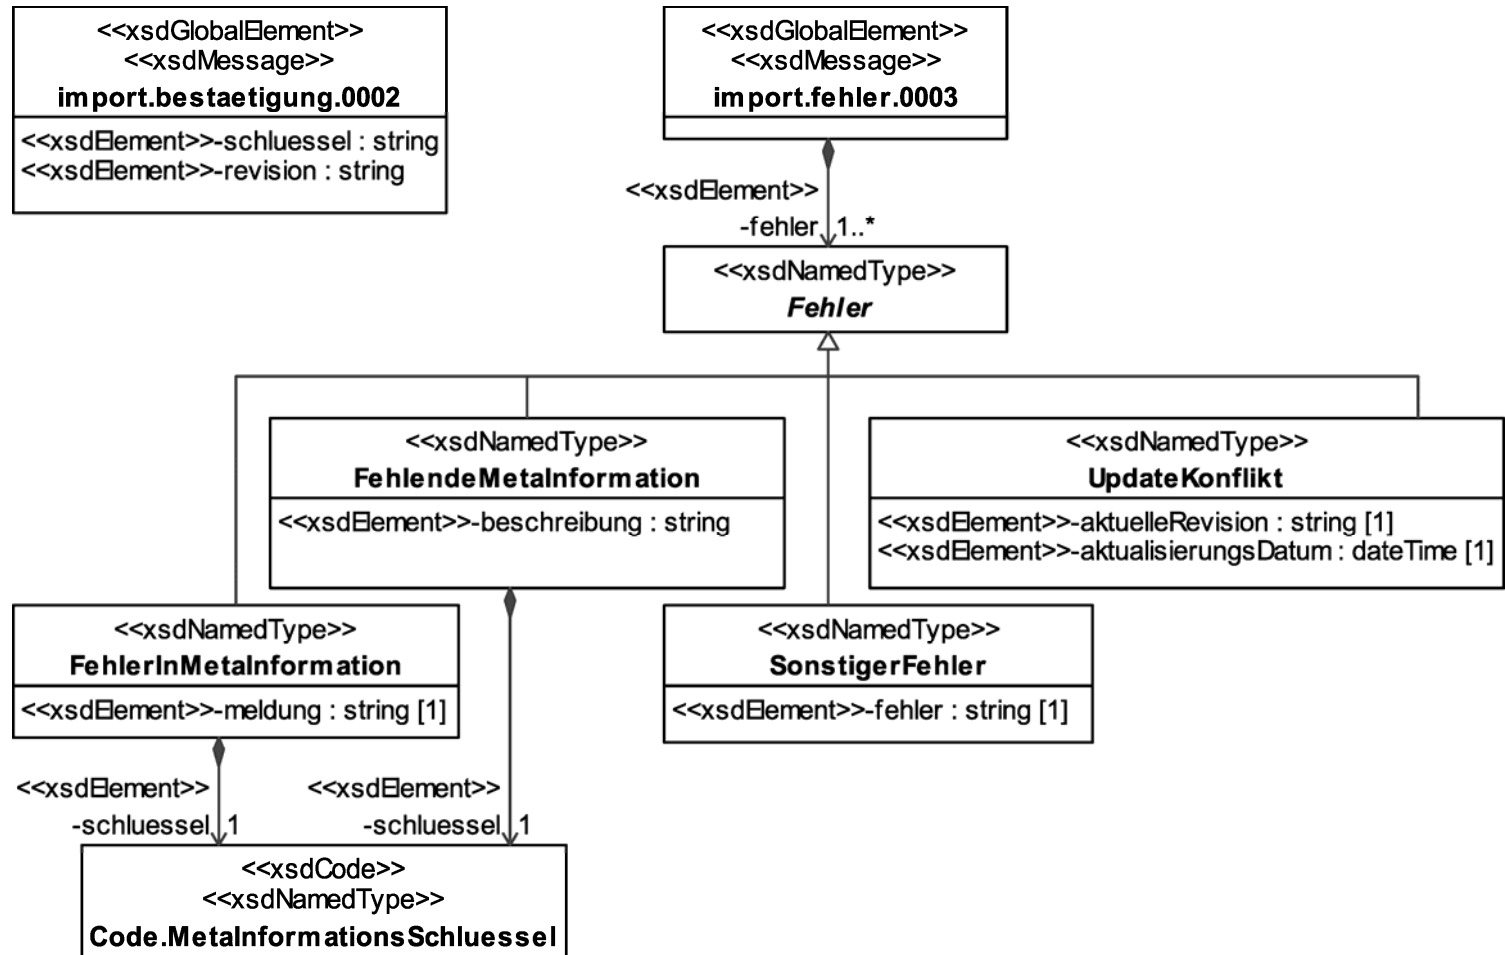 <<xsdGlobalElement>>
<<xsdMessage>>
import.bestaetigung.0002
<<xsdElement>>-schluessel : string
<<xsdElement>>-revision : string
<<xsdGlobalElement>>
<<xsdMessage>>
import.fehler.0003
<<xsdElement>>
-fehler 1..*
<<xsdNamedType>>
Fehler
<<xsdNamedType>>
FehlendeMetaInformation
<<xsdElement>>-beschreibung : string
<<xsdNamedType>>
UpdateKonflikt
<<xsdElement>>-aktuelleRevision : string [1]
<<xsdElement>>-aktualisierungsDatum : dateTime [1]
<<xsdNamedType>>
FehlerInMetaInformation
<<xsdElement>>-meldung : string [1]
<<xsdNamedType>>
SonstigerFehler
<<xsdElement>>-fehler : string [1]
<<xsdElement>>
-schluessel 1
<<xsdElement>>
-schluessel 1
<<xsdCode>>
<<xsdNamedType>>
Code.MetaInformationsSchluessel